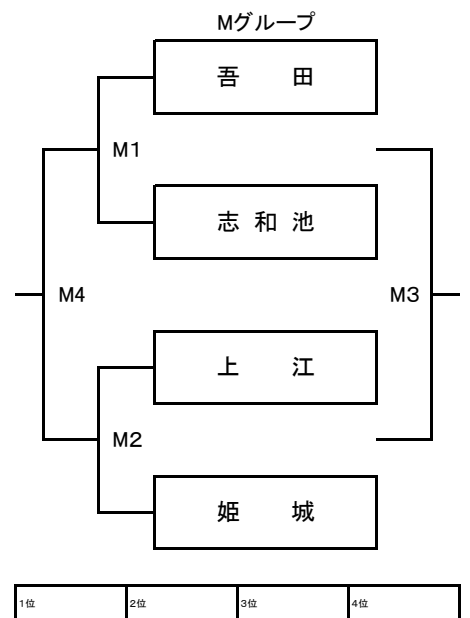 Mグループ
吾 田
M1
志 和 池
M4
M3
上 江
M2
姫 城
1位 2位 3位 4位